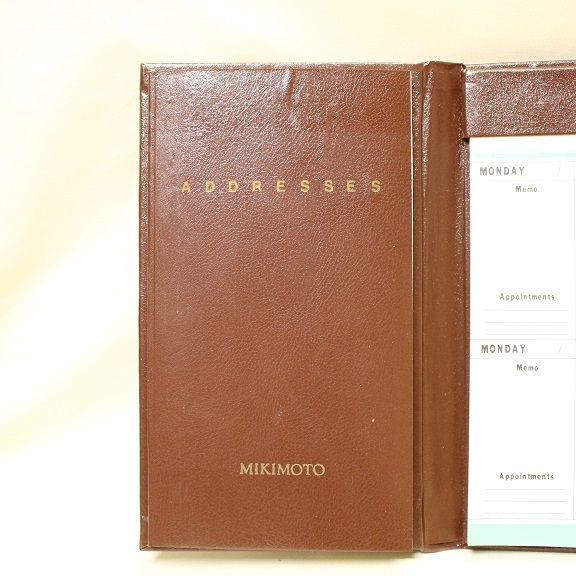 ADDRESSES
MIKIMOTO
MONDAY /
Memo
Appointments
MONDAY /
Memo
Appointments